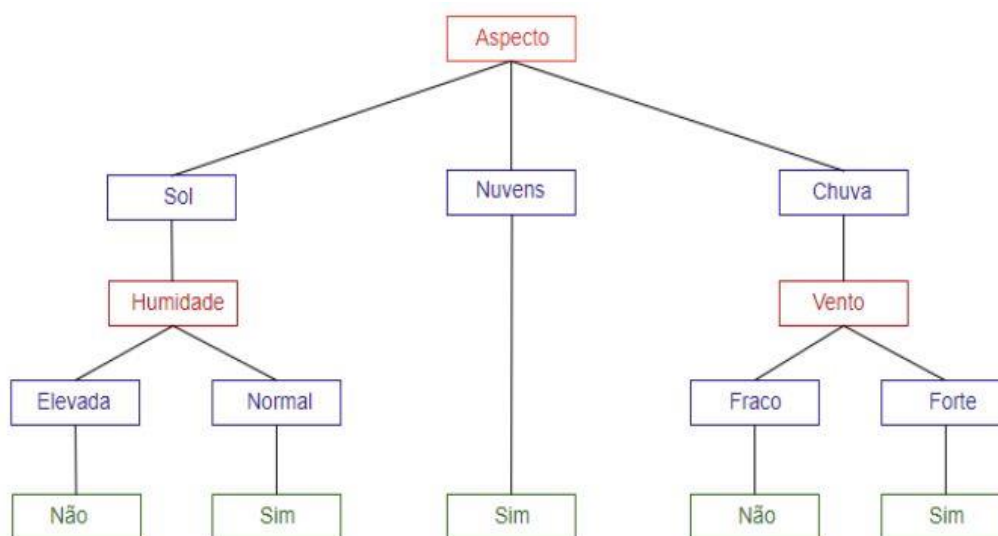 Aspecto
Sol
Nuvens
Chuva
Humidade
Vento
Elevada
Normal
Fraco
Forte
Não
Sim
Sim
Não
Sim